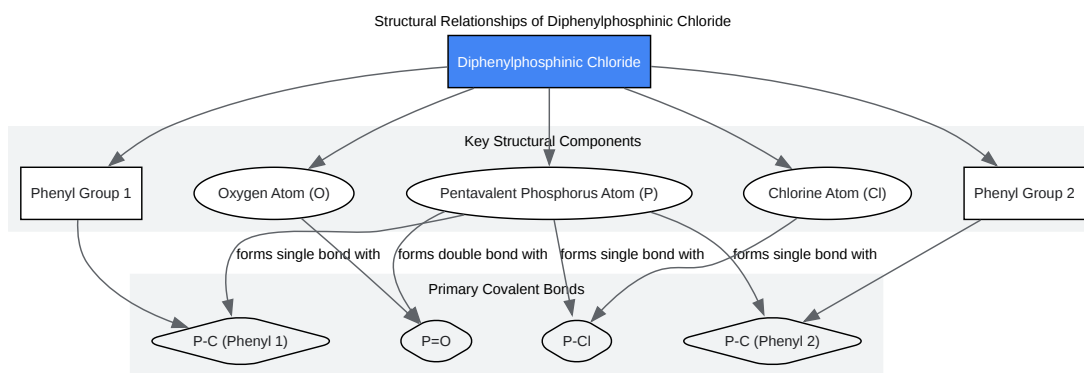 Structural Relationships of Diphenylphosphinic Chloride
Diphenylphosphinic Chloride
Key Structural Components
Phenyl Group 1
Oxygen Atom (O)
Pentavalent Phosphorus Atom (P)
Chlorine Atom (Cl)
Phenyl Group 2
forms single bond with
forms double bond with
forms single bond with
forms single bond with
Primary Covalent Bonds
P-C (Phenyl 1)
P=O
P-Cl
P-C (Phenyl 2)